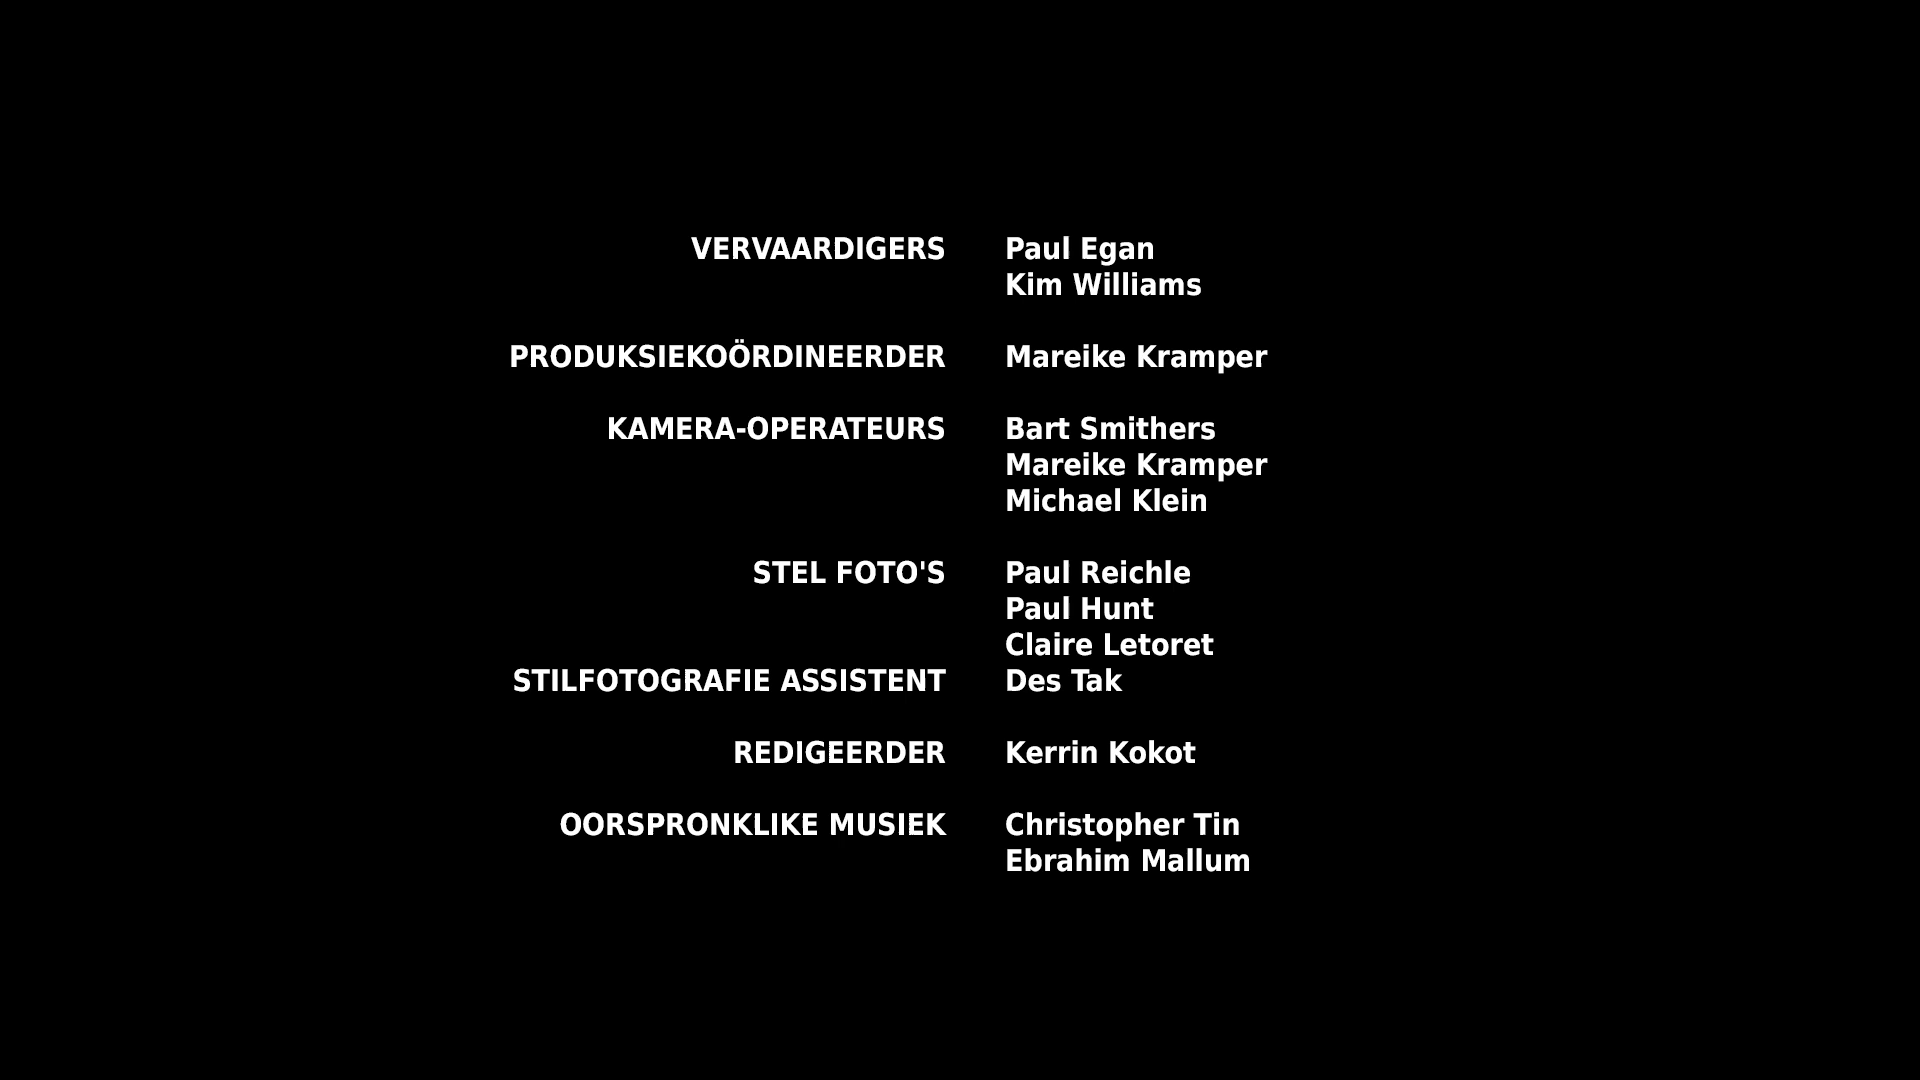 VERVAARDIGERS Paul Egan
Kim Williams
PRODUKSIEKOÖRDINEERDER Mareike Kramper
KAMERA-OPERATEURS Bart Smithers
Mareike Kramper
Michael Klein
STEL FOTO'S Paul Reichle
Paul Hunt
Claire Letoret
STILFOTOGRAFIE ASSISTENT Des Tak
REDIGEERDER Kerrin Kokot
OORSPRONKLIKE MUSIEK Christopher Tin
Ebrahim Mallum